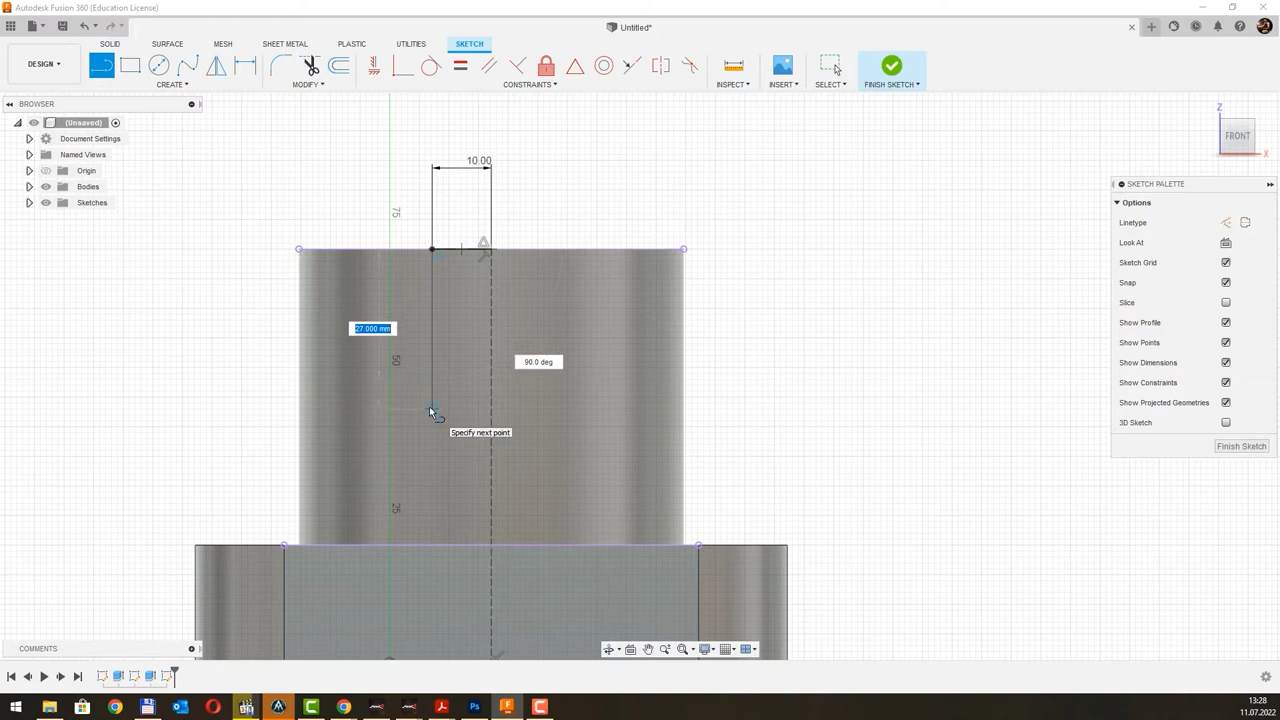 Autodesk Fusion 360 (Education License)
Untitled*
DESIGN
SOLID
SURFACE
MESH
SHEET METAL
PLASTIC
UTILITIES
SKETCH
CREATE
MODIFY
CONSTRAINTS
INSPECT
INSERT
SELECT
FINISH SKETCH
BROWSER
(Unsaved)
Document Settings
Named Views
Origin
Bodies
Sketches
Z
FRONT
X
10.00
75
27.000 mm
50
90.0 deg
Specify next point
25
SKETCH PALETTE
Options
Linetype
Look At
Sketch Grid
Snap
Slice
Show Profile
Show Points
Show Dimensions
Show Constraints
Show Projected Geometries
3D Sketch
Finish Sketch
COMMENTS
Ps
13:28
11.07.2022